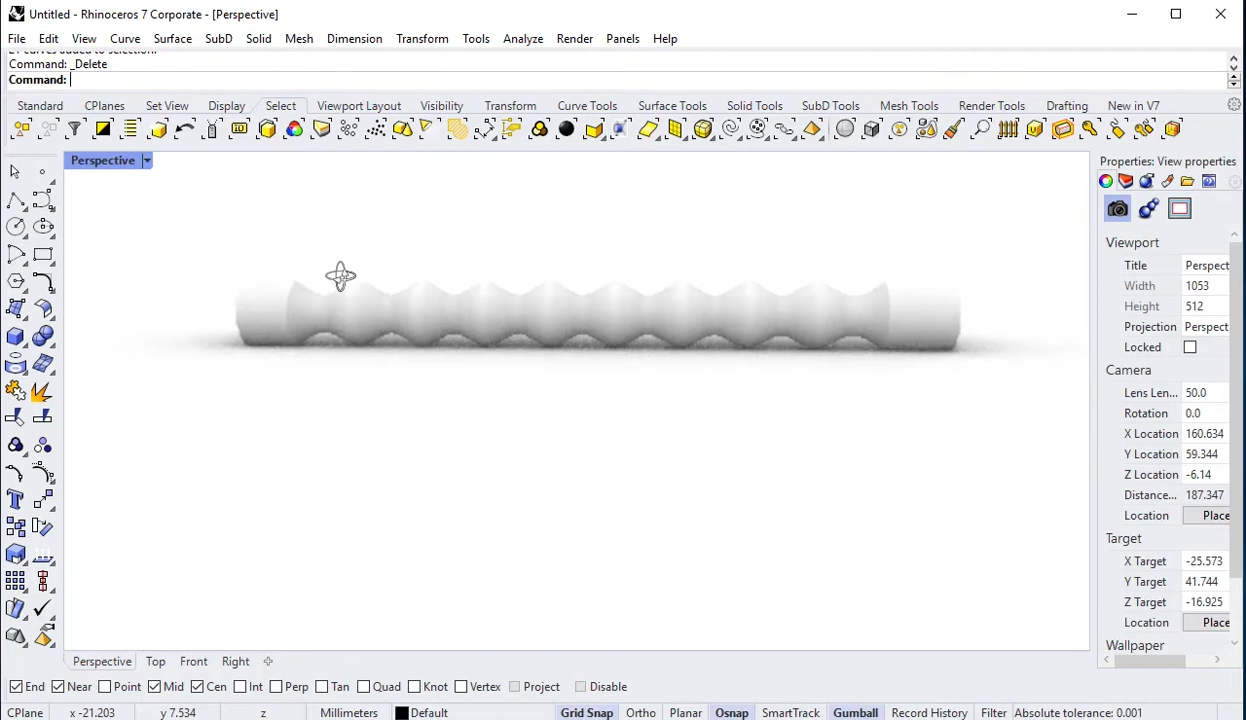 Untitled - Rhinoceros 7 Corporate - [Perspective]
File Edit View Curve Surface SubD Solid Mesh Dimension Transform Tools Analyze Render Panels Help
Command: _Delete
Command:
Standard CPlanes Set View Display Select Viewport Layout Visibility Transform Curve Tools Surface Tools Solid Tools SubD Tools Mesh Tools Render Tools Drafting New in V7
Perspective
Properties: View properties
Viewport
Title Perspect
Width 1053
Height 512
Projection Perspect
Locked
Camera
Lens Len... 50.0
Rotation 0.0
X Location 160.634
Y Location 59.344
Z Location -6.14
Distance... 187.347
Location Place
Target
X Target -25.573
Y Target 41.744
Z Target -16.925
Location Place
Wallpaper
Perspective Top Front Right
End Near Point Mid Cen Int Perp Tan Quad Knot Vertex Project Disable
CPlane x -21.203 y 7.534 z Millimeters Default Grid Snap Ortho Planar Osnap SmartTrack Gumball Record History Filter Absolute tolerance: 0.001